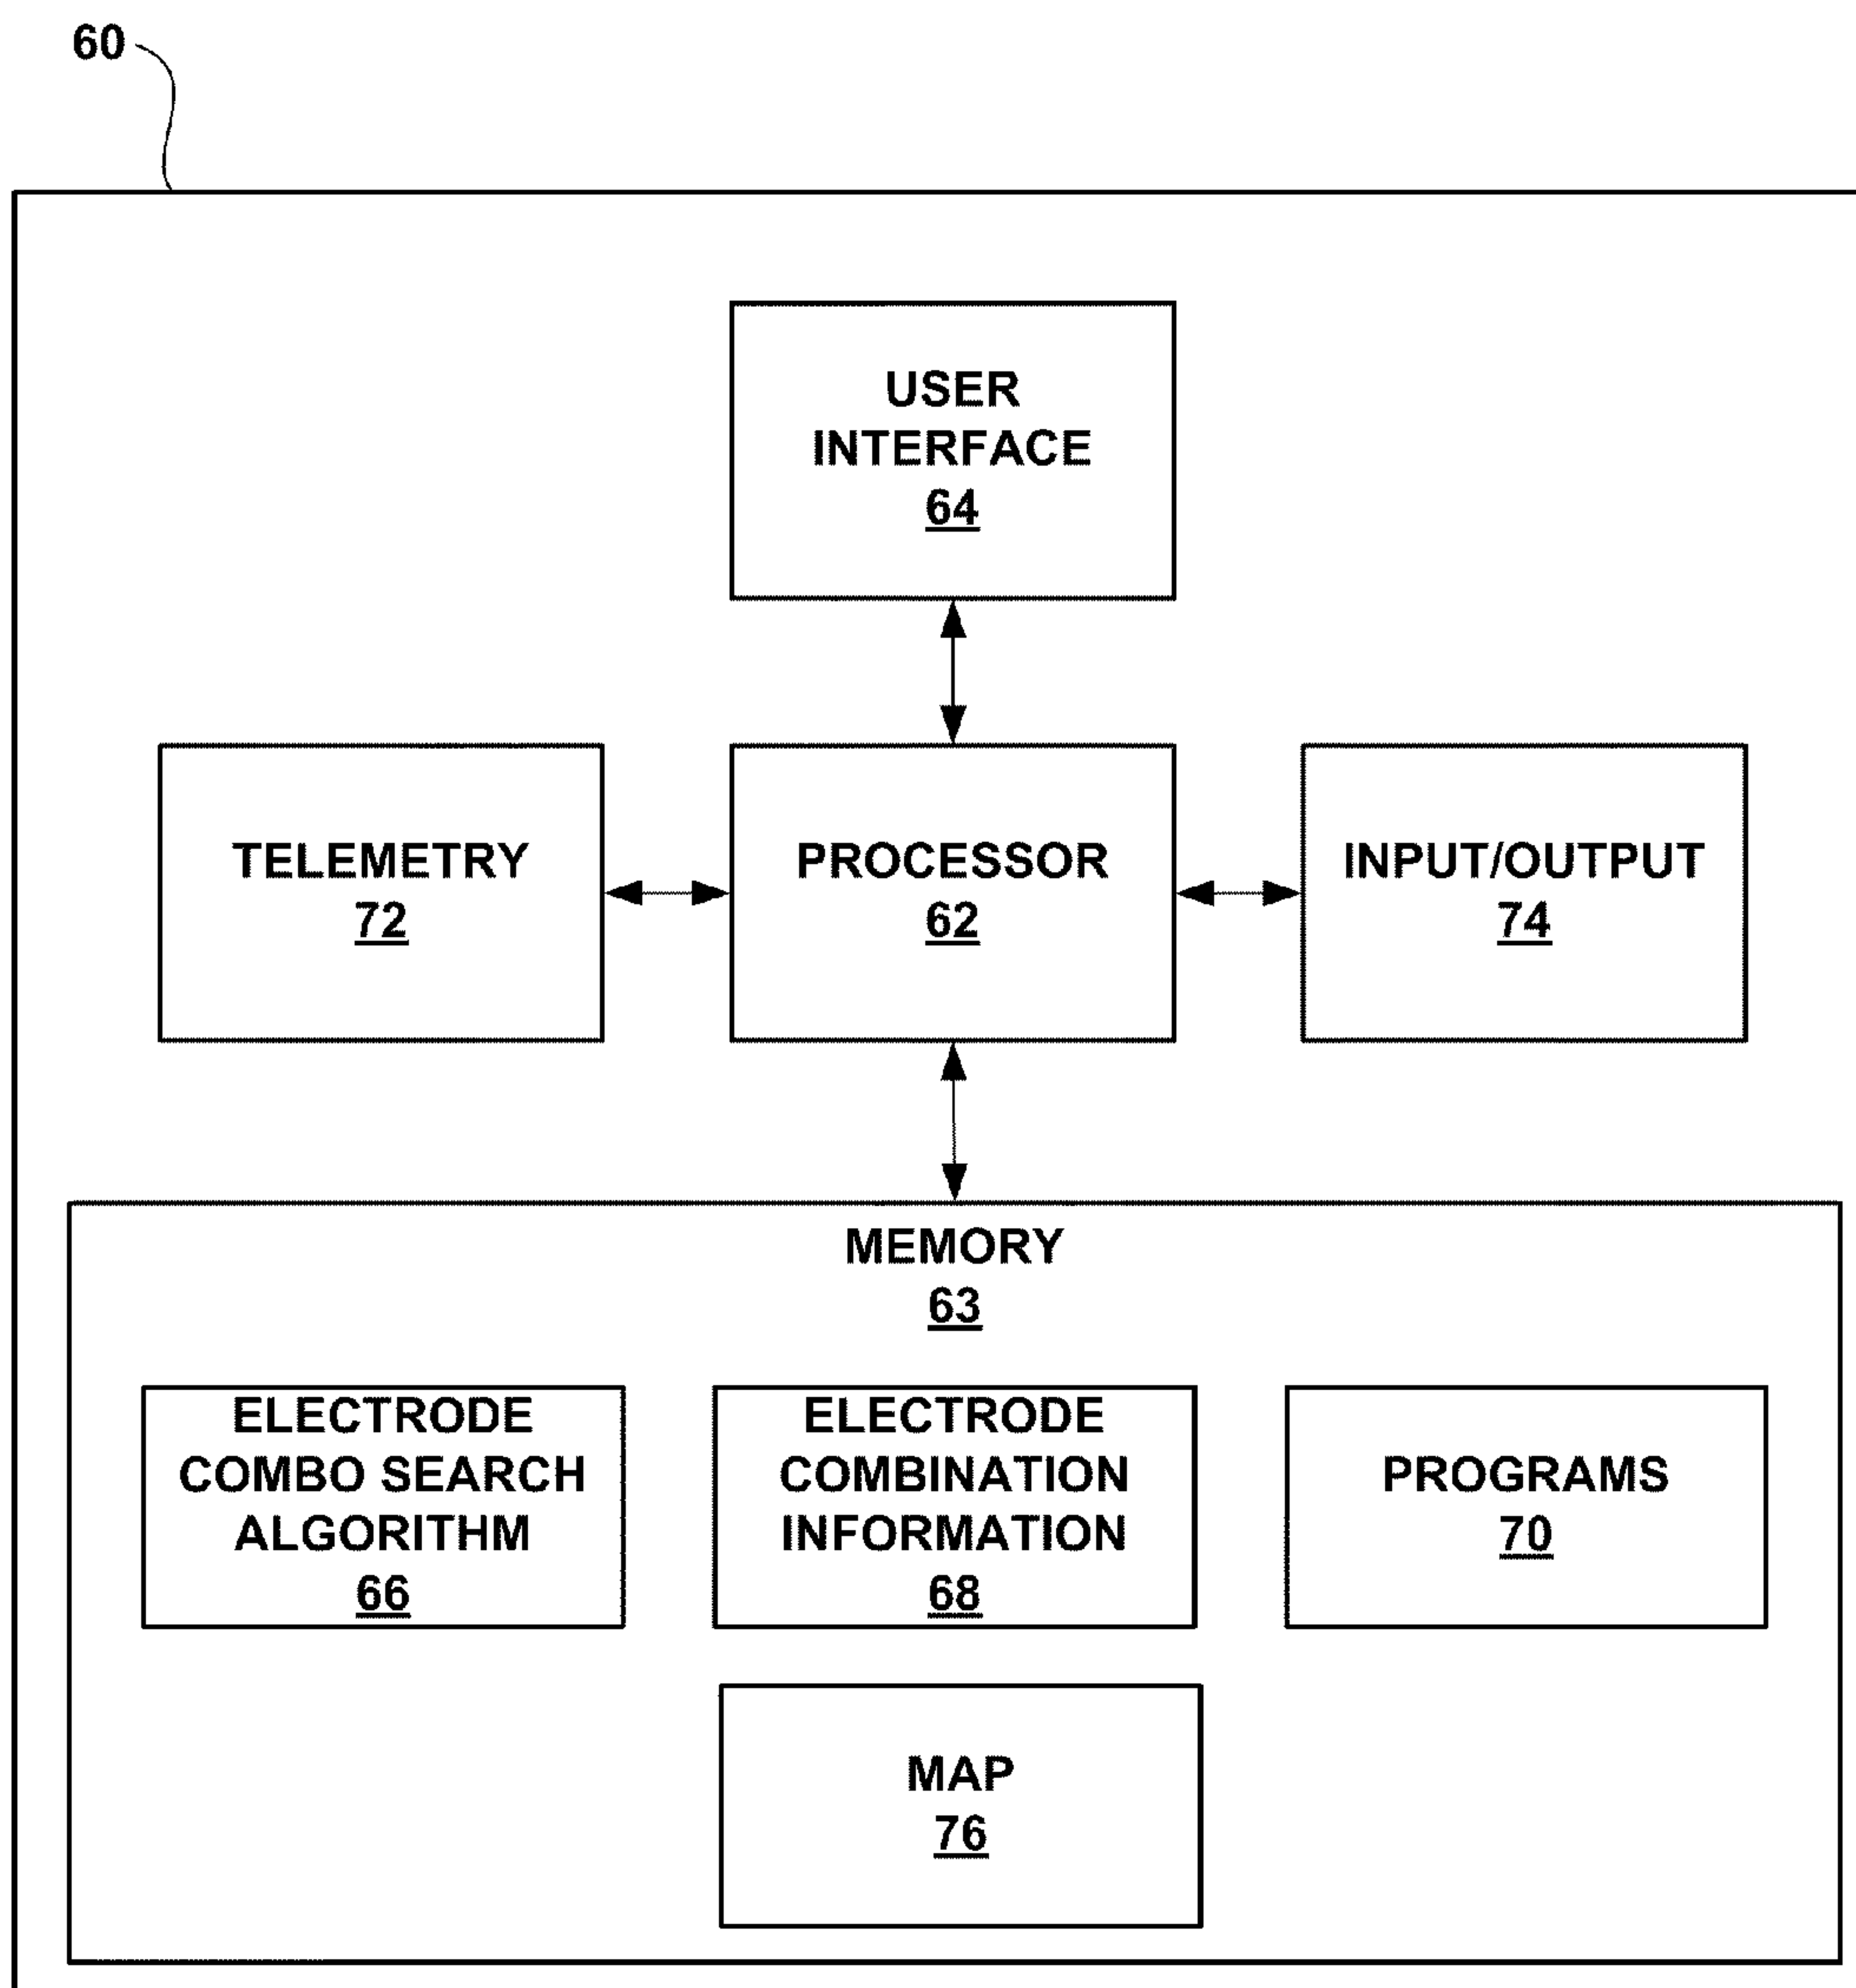 60
USER
INTERFACE
64
TELEMETRY
72
PROCESSOR
62
INPUT/OUTPUT
74
MEMORY
63
ELECTRODE
COMBO SEARCH
ALGORITHM
66
ELECTRODE
COMBINATION
INFORMATION
68
PROGRAMS
70
MAP
76